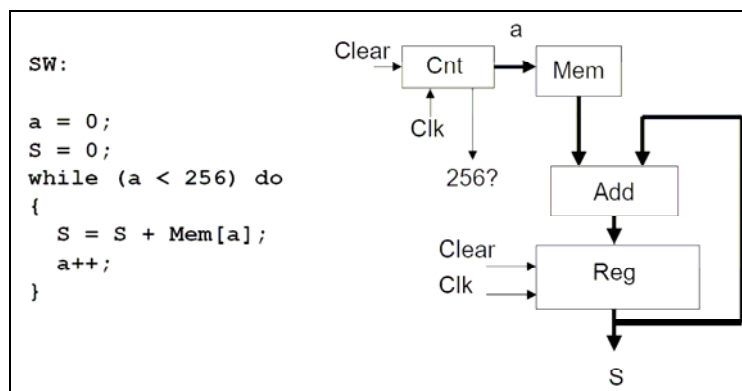 SW:
a = 0;
S = 0;
while (a < 256) do
{
S = S + Mem[a];
a++;
}
a
Clear
Cnt
Mem
Clk
256?
Add
Clear
Reg
Clk
S